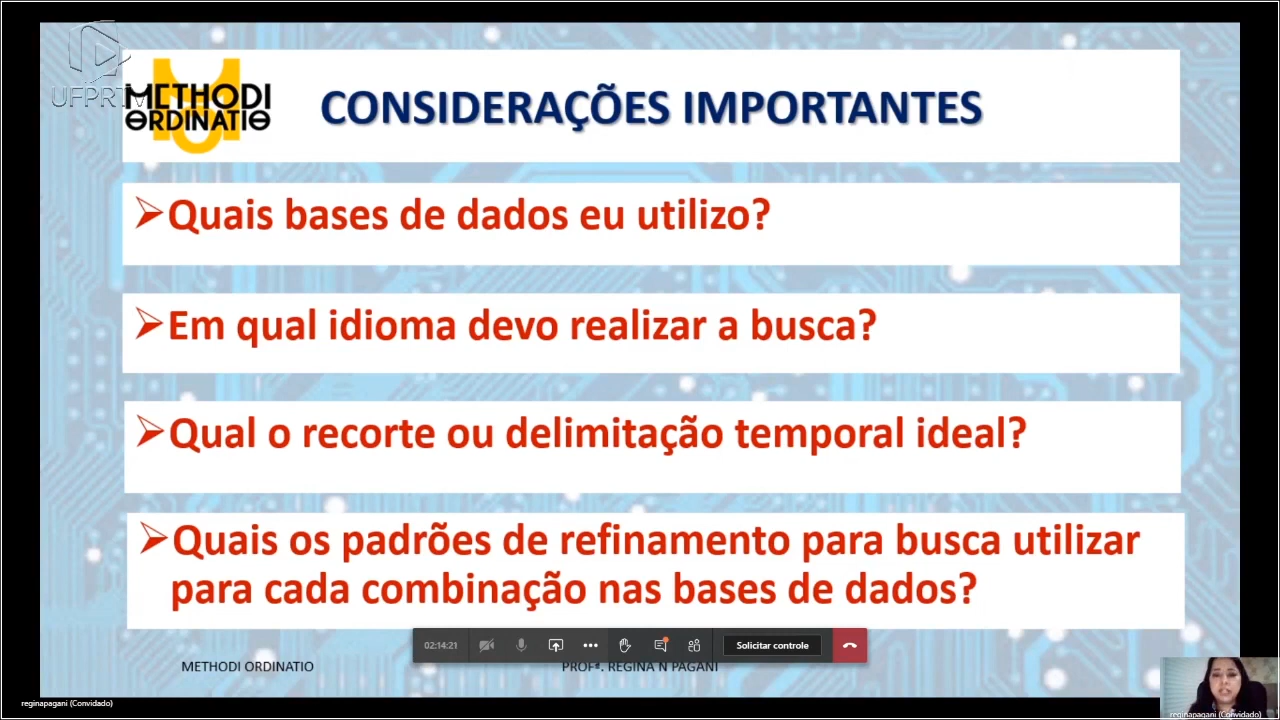 UFPRTV
METHODI
ORDINATIO
CONSIDERAÇÕES IMPORTANTES
➢Quais bases de dados eu utilizo?
➢Em qual idioma devo realizar a busca?
➢Qual o recorte ou delimitação temporal ideal?
➢Quais os padrões de refinamento para busca utilizar
para cada combinação nas bases de dados?
02:14:21
Solicitar controle
METHODI ORDINATIO
PROFª. REGINA N PAGANI
reginapagani (Convidado)
reginapagani (Convidado)